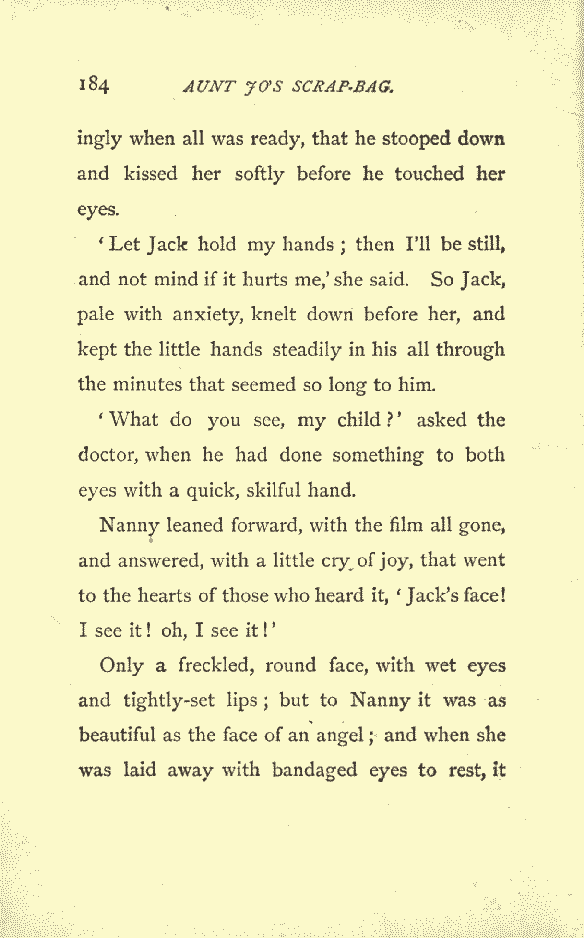 184 AUNT JO'S SCRAP-BAG.
ingly when all was ready, that he stooped down
and kissed her softly before he touched her
eyes.
'Let Jack hold my hands; then I'll be still,
and not mind if it hurts me,' she said. So Jack,
pale with anxiety, knelt down before her, and
kept the little hands steadily in his all through
the minutes that seemed so long to him.
'What do you see, my child?' asked the
doctor, when he had done something to both
eyes with a quick, skilful hand.
Nanny leaned forward, with the film all gone,
and answered, with a little cry of joy, that went
to the hearts of those who heard it, 'Jack's face!
I see it! oh, I see it!'
Only a freckled, round face, with wet eyes
and tightly-set lips; but to Nanny it was as
beautiful as the face of an angel; and when she
was laid away with bandaged eyes to rest, it